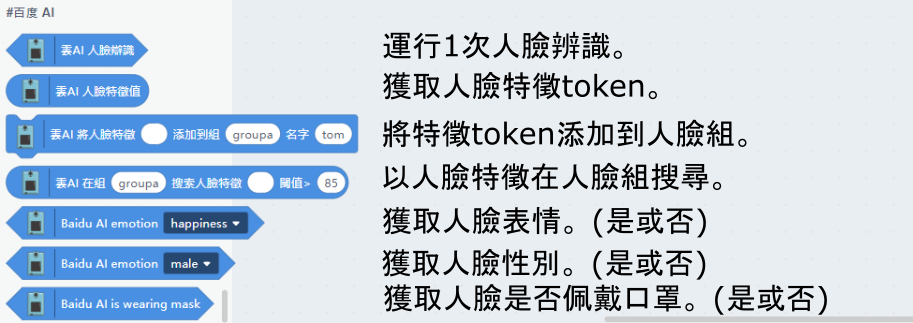 #百度 AI
雲AI 人臉辯識
運行1次人臉辨識。
雲AI 人臉特徵值
獲取人臉特徵token。
雲AI 將人臉特徵 添加到組 groupa 名字 tom
將特徵token添加到人臉組。
雲AI 在組 groupa 搜索人臉特徵 閾值> 85
以人臉特徵在人臉組搜尋。
Baidu AI emotion happiness
獲取人臉表情。(是或否)
Baidu AI emotion male
獲取人臉性別。(是或否)
Baidu AI is wearing mask
獲取人臉是否佩戴口罩。(是或否)